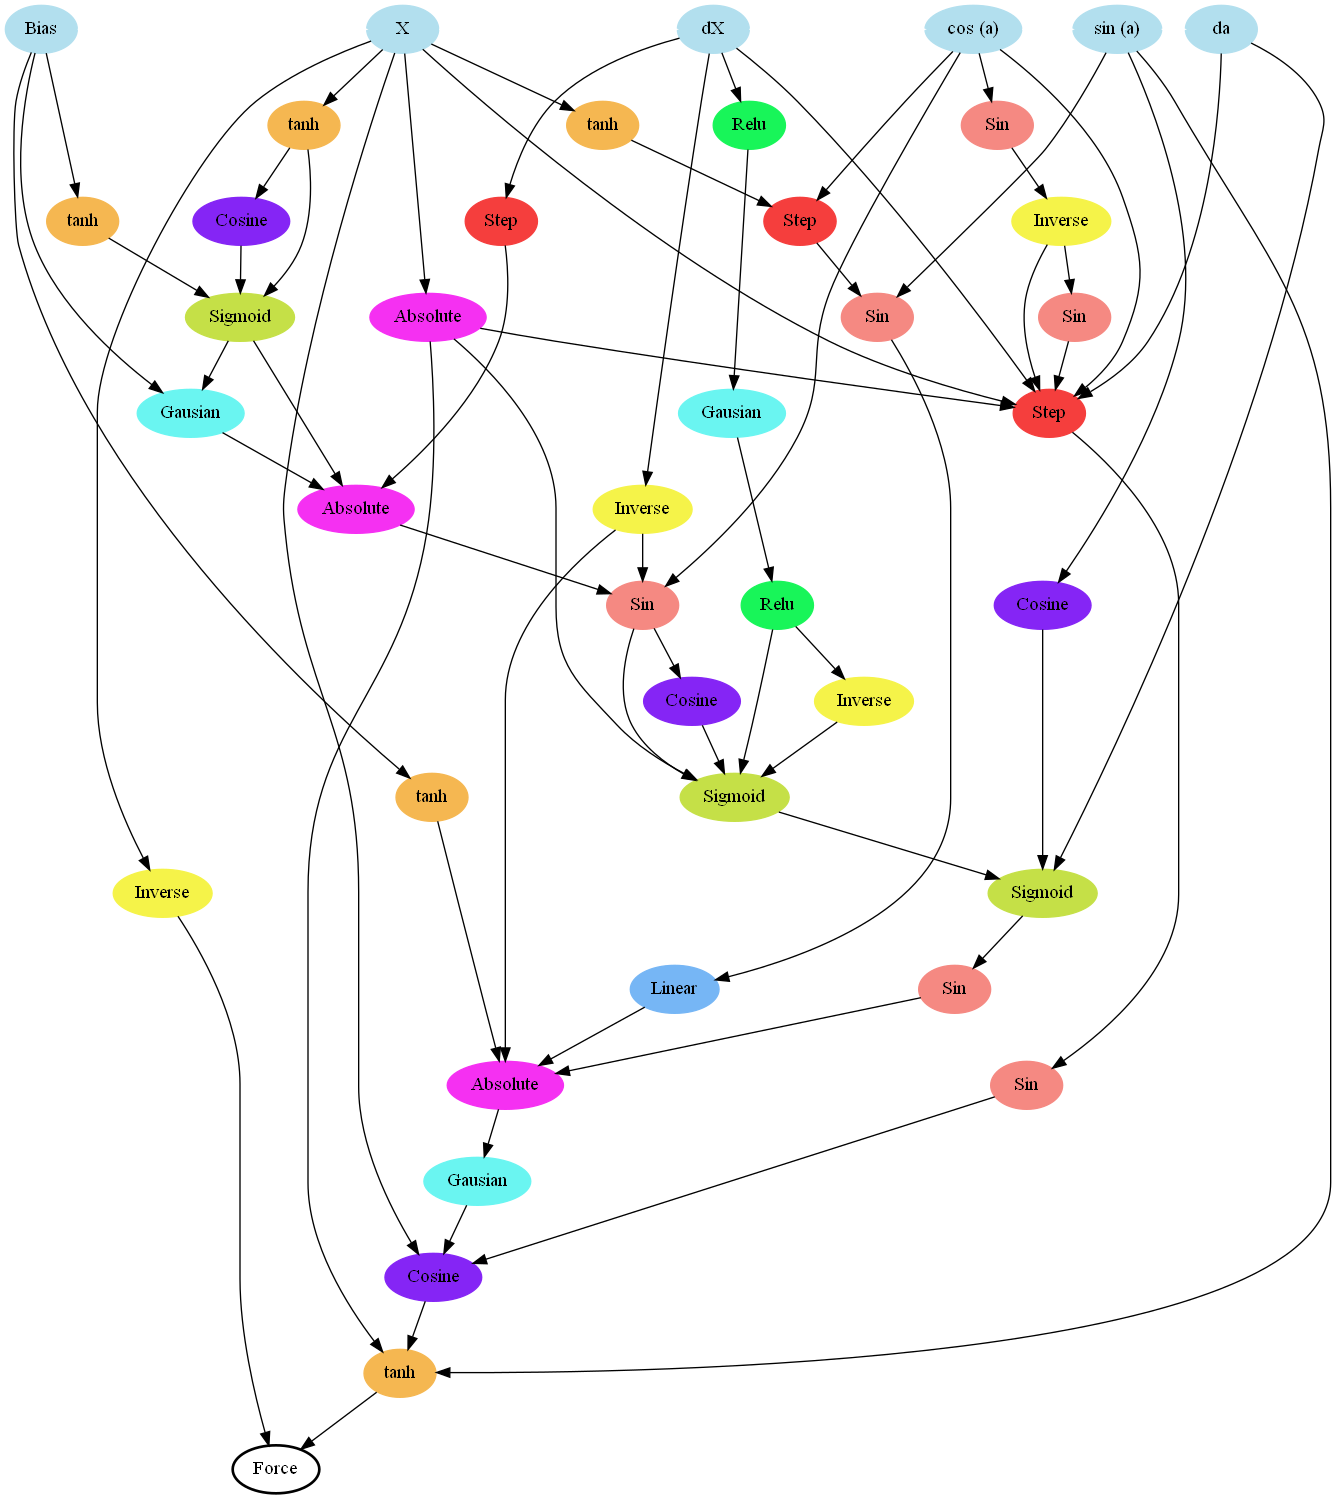 Bias
X
dX
cos (a)
sin (a)
da
tanh
tanh
Relu
Sin
tanh
Cosine
Step
Step
Inverse
Sigmoid
Absolute
Sin
Sin
Gausian
Gausian
Step
Absolute
Inverse
Sin
Relu
Cosine
Cosine
Inverse
tanh
Sigmoid
Inverse
Sigmoid
Linear
Sin
Absolute
Sin
Gausian
Cosine
tanh
Force